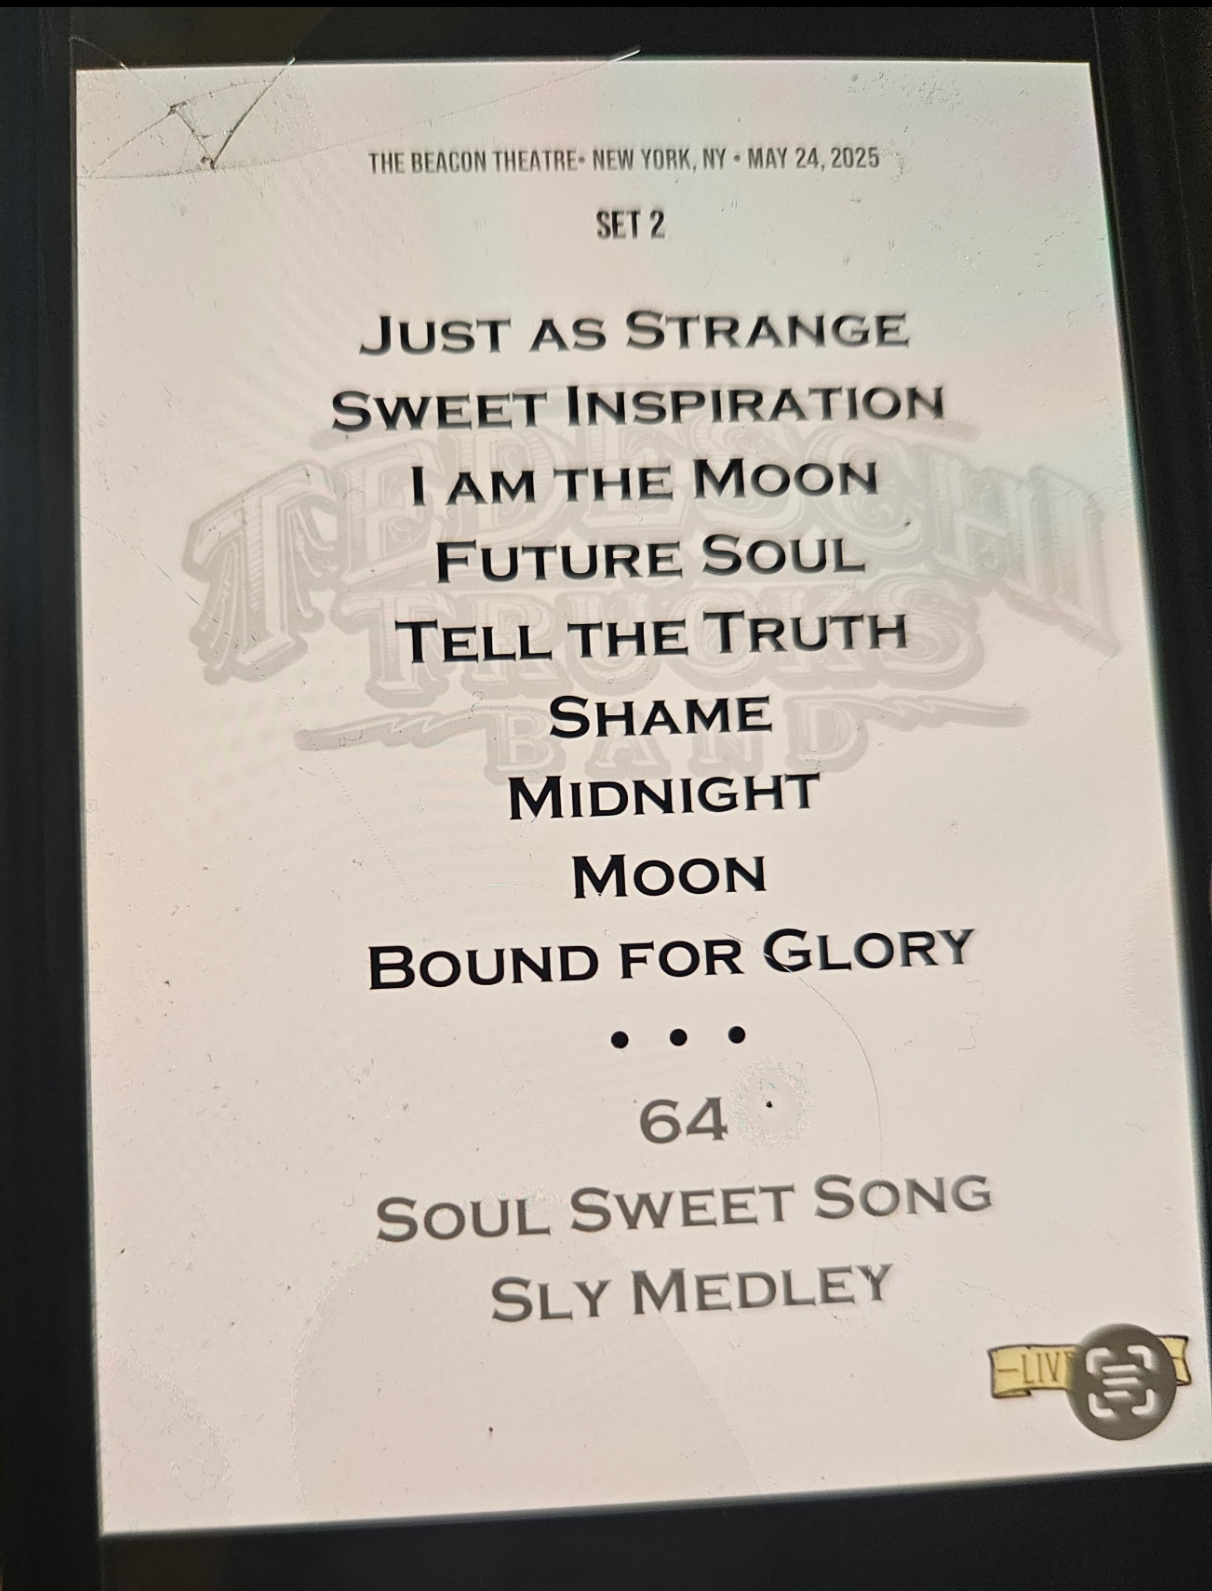 THE BEACON THEATRE• NEW YORK, NY • MAY 24, 2025
SET 2
JUST AS STRANGE
SWEET INSPIRATION
I AM THE MOON
FUTURE SOUL
TELL THE TRUTH
SHAME
MIDNIGHT
MOON
BOUND FOR GLORY
• • •
64
SOUL SWEET SONG
SLY MEDLEY
TEDESCHI
TRUCKS
BAND